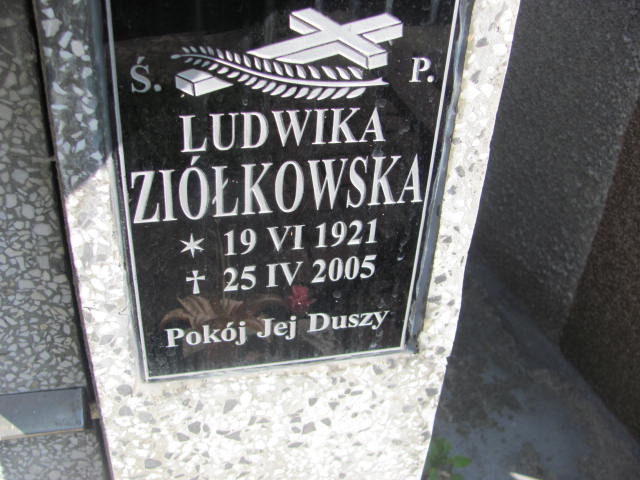 Ś. P.
LUDWIKA
ZIÓŁKOWSKA
* 19 VI 1921
† 25 IV 2005
Pokój Jej Duszy